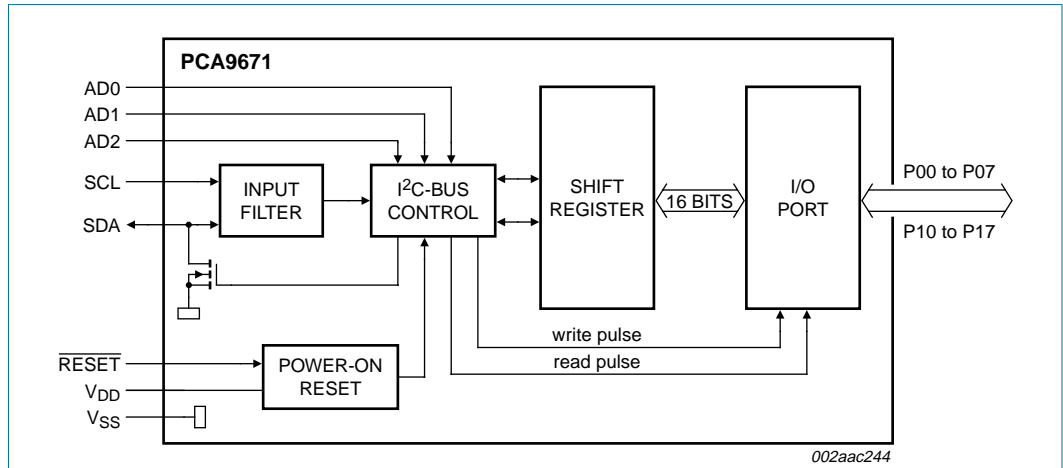 PCA9671
AD0
AD1
AD2
SCL
SDA
INPUT
FILTER
I²C-BUS
CONTROL
SHIFT
REGISTER
16 BITS
I/O
PORT
P00 to P07
P10 to P17
write pulse
read pulse
RESET
VDD
VSS
POWER-ON
RESET
002aac244